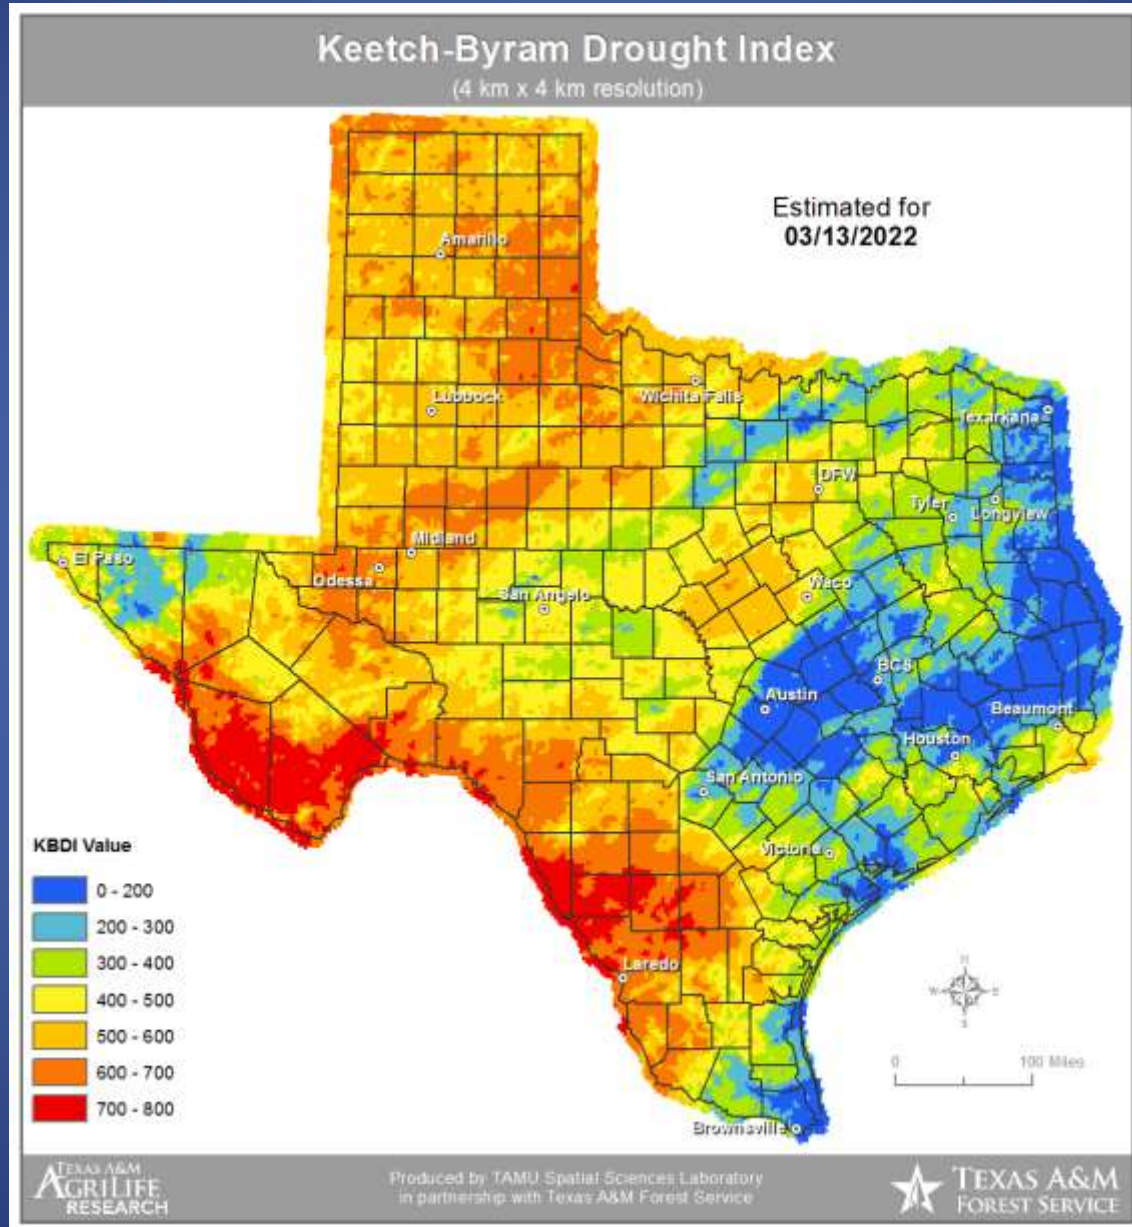 Keetch-Byram Drought Index
(4 km x 4 km resolution)
Estimated for
03/13/2022
Amarillo
Lubbock
Wichita Falls
Texarkana
DFW
Tyler
Longview
El Paso
Midland
Odessa
San Angelo
Waco
BCS
Austin
Beaumont
Houston
San Antonio
Victoria
Laredo
Brownsville
KBDI Value
0 - 200
200 - 300
300 - 400
400 - 500
500 - 600
600 - 700
700 - 800
N
W E
S
0 100 Miles
TEXAS A&M
AGRILIFE
RESEARCH
Produced by TAMU Spatial Sciences Laboratory
in partnership with Texas A&M Forest Service
TEXAS A&M
FOREST SERVICE